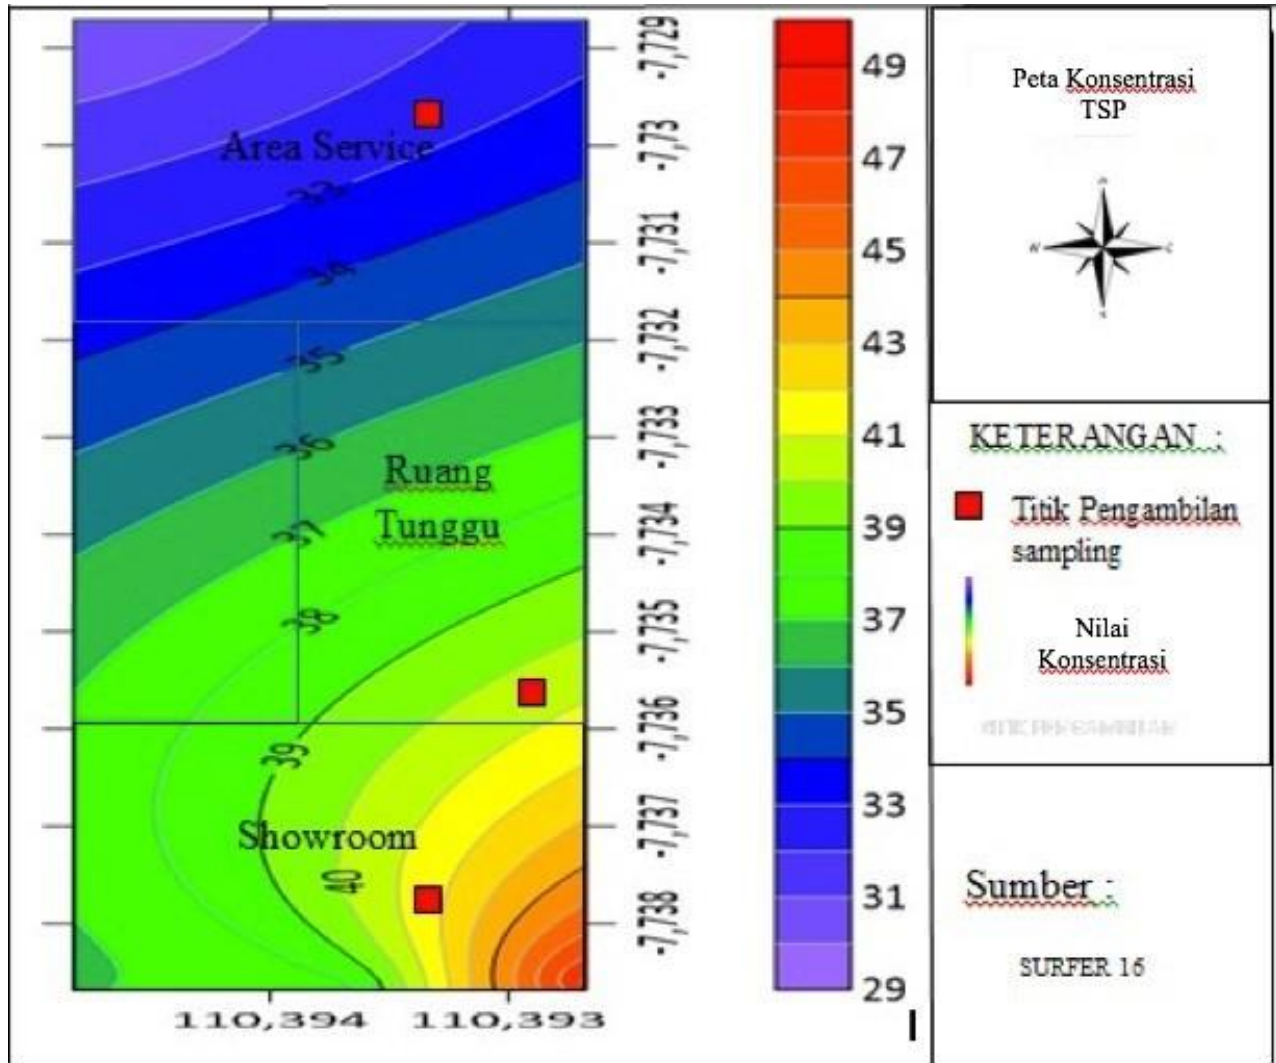 Area Service
33
34
35
36
37
38
39
40
Ruang
Tunggu
Showroom
-7,729
-7,73
-7,731
-7,732
-7,733
-7,734
-7,735
-7,736
-7,737
-7,738
110,394
110,393
49
47
45
43
41
39
37
35
33
31
29
Peta Konsentrasi
TSP
KETERANGAN :
Titik Pengambilan
sampling
Nilai
Konsentrasi
Sumber :
SURFER 16